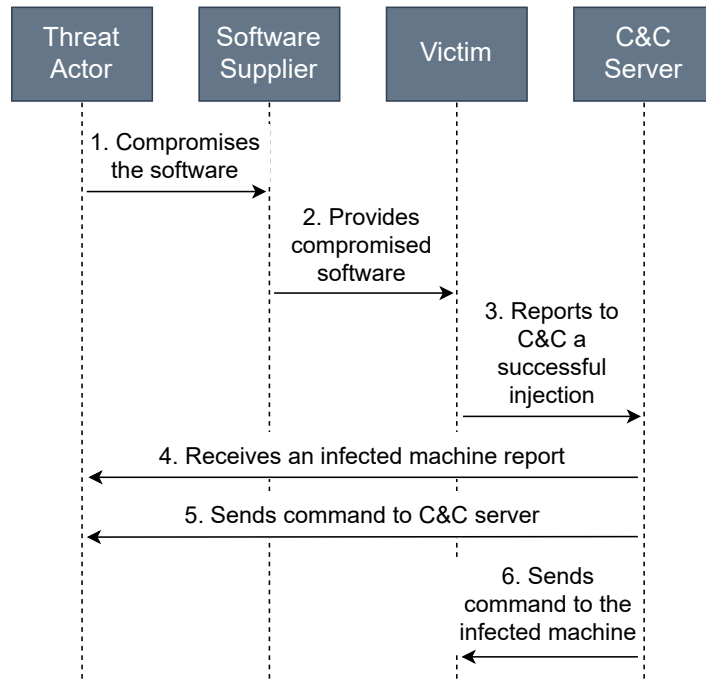 Threat
Actor
Software
Supplier
Victim
C&C
Server
1. Compromises
the software
2. Provides
compromised
software
3. Reports to
C&C a
successful
injection
4. Receives an infected machine report
5. Sends command to C&C server
6. Sends
command to the
infected machine